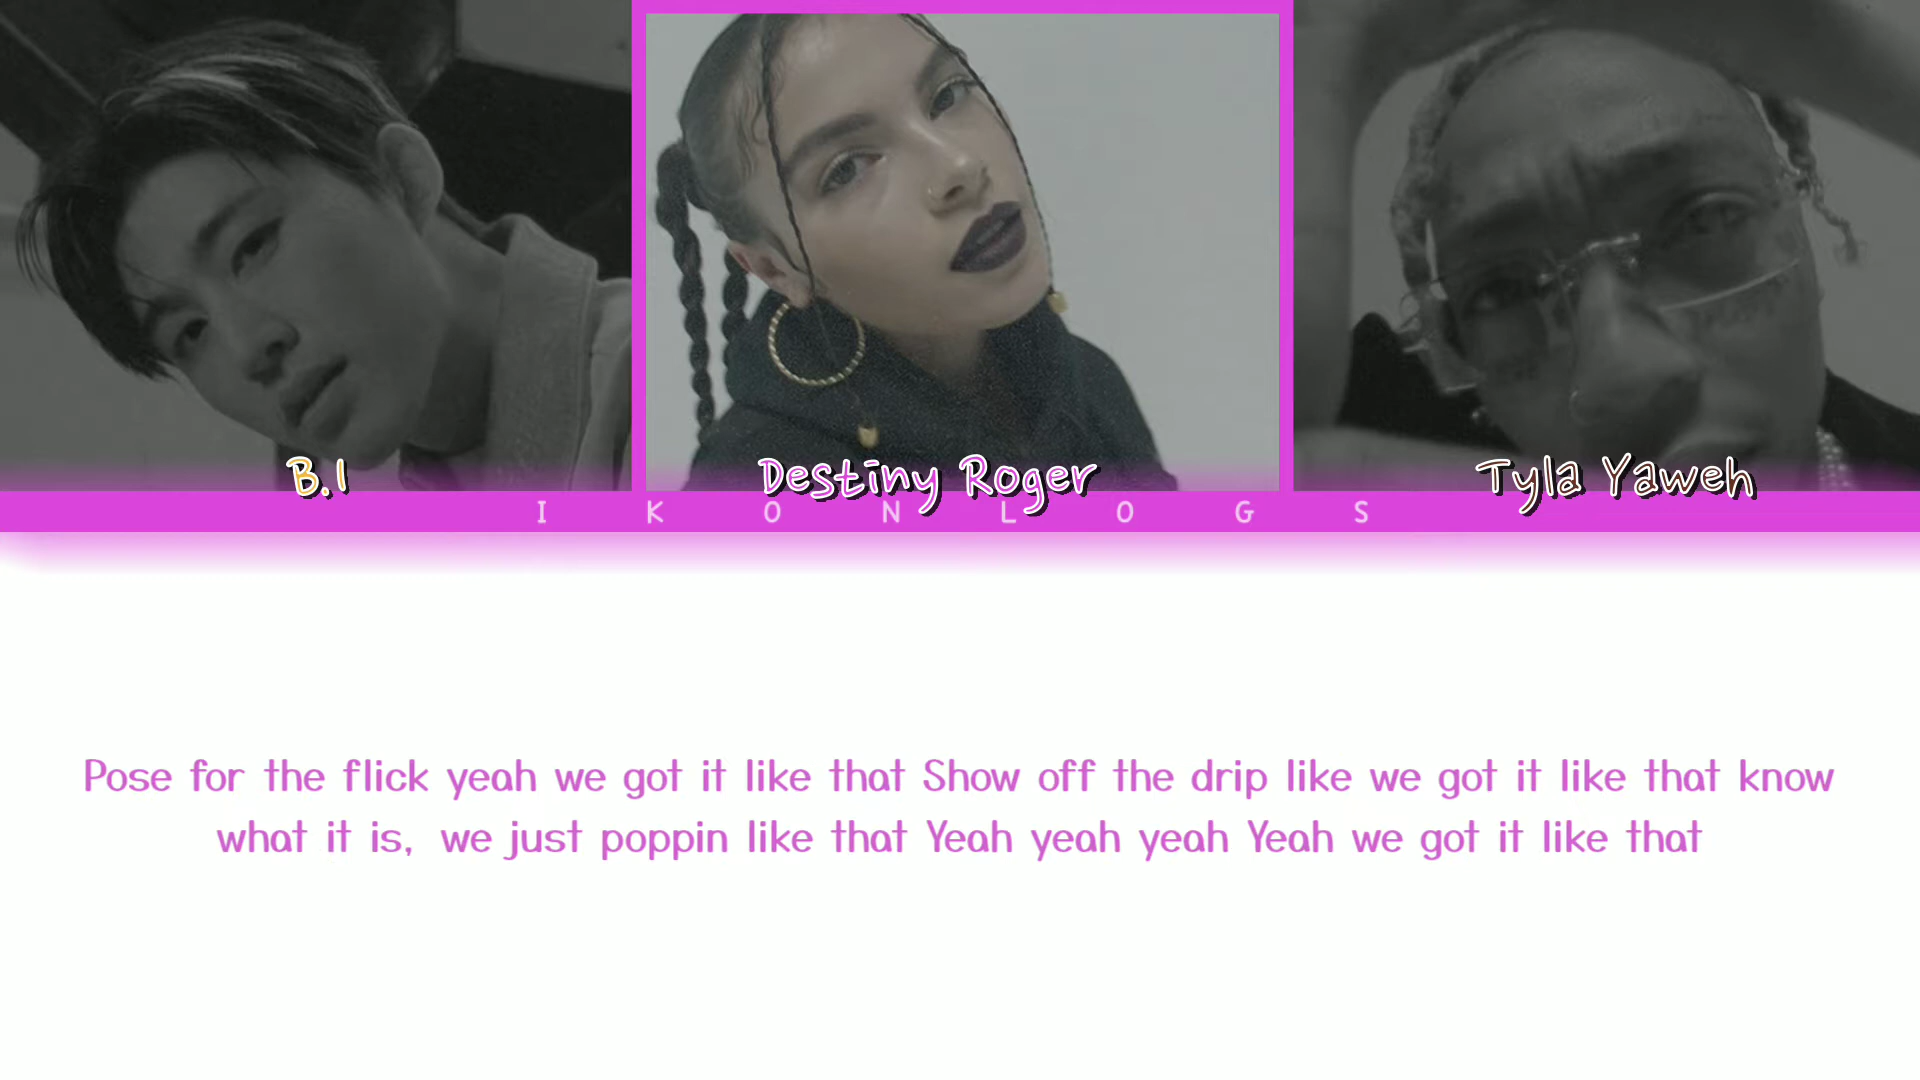 B.I
Destiny Roger
Tyla Yaweh
I K O N L O G S
Pose for the flick yeah we got it like that Show off the drip like we got it like that know
what it is, we just poppin like that Yeah yeah yeah Yeah we got it like that